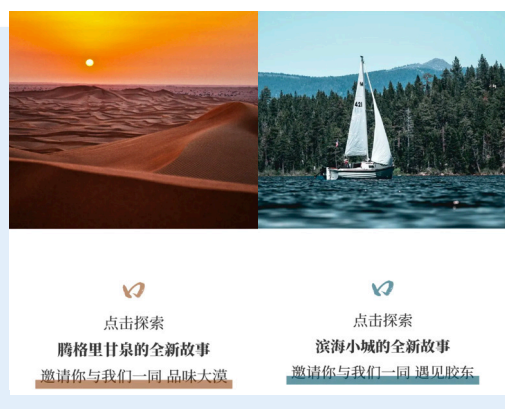 421
点击探索
腾格里甘泉的全新故事
邀请你与我们一同 品味大漠
点击探索
滨海小城的全新故事
邀请你与我们一同 遇见胶东